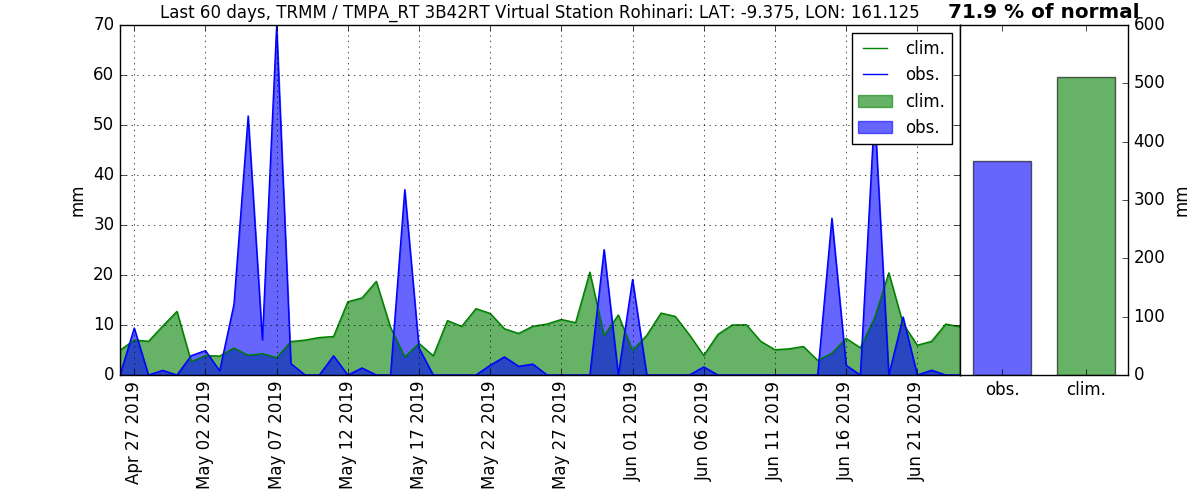 Last 60 days, TRMM / TMPA_RT 3B42RT Virtual Station Rohinari: LAT: -9.375, LON: 161.125
71.9 % of normal
70
60
50
40
30
20
10
0
mm
clim.
obs.
clim.
obs.
Apr 27 2019
May 02 2019
May 07 2019
May 12 2019
May 17 2019
May 22 2019
May 27 2019
Jun 01 2019
Jun 06 2019
Jun 11 2019
Jun 16 2019
Jun 21 2019
600
500
400
300
200
100
0
mm
obs.
clim.